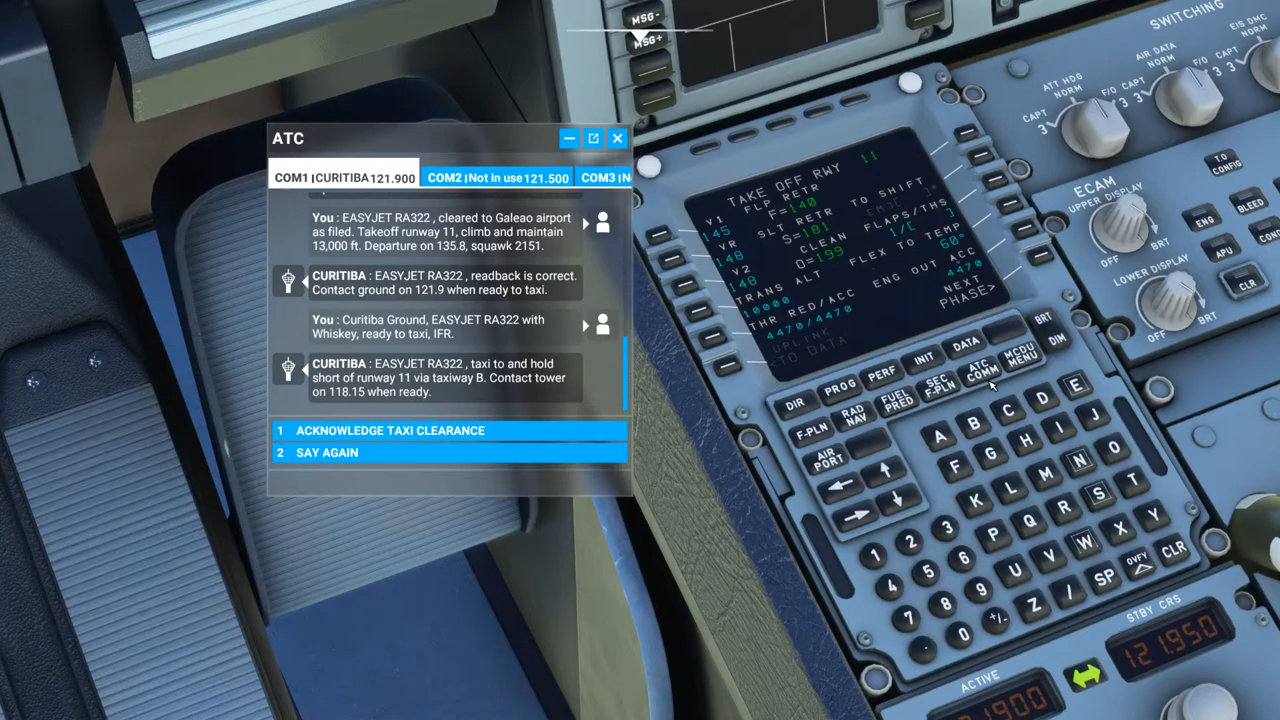 MSG-
MSG+
ATC
COM1 | CURITIBA 121.900
COM2 | Not in use 121.500
COM3 | N
You : EASYJET RA322 , cleared to Galeao airport
as filed. Takeoff runway 11, climb and maintain
13,000 ft. Departure on 135.8, squawk 2151.
CURITIBA : EASYJET RA322 , readback is correct.
Contact ground on 121.9 when ready to taxi.
You : Curitiba Ground, EASYJET RA322 with
Whiskey, ready to taxi, IFR.
CURITIBA : EASYJET RA322 , taxi to and hold
short of runway 11 via taxiway B. Contact tower
on 118.15 when ready.
1 ACKNOWLEDGE TAXI CLEARANCE
2 SAY AGAIN
TAKE OFF RWY 11
V1 FLP RETR
145 F=140
VR SLT RETR TO SHIFT
148 S=181
V2 CLEAN FLAPS/THS
148 O=199 1/[ ]
TRANS ALT FLEX TO TEMP
10000 60°
THR RED/ACC ENG OUT ACC
4470/4470 4470
UPLINK NEXT
TO DATA PHASE>
SWITCHING
ATT HDG
NORM
CAPT 3 F/O 3
AIR DATA
NORM
CAPT 3 F/O 3
EIS DMC
NORM
CAPT 3
ECAM
UPPER DISPLAY
OFF BRT
LOWER DISPLAY
OFF BRT
T.O
CONFIG
ENG
BLEED
APU
COND
CLR
DIR
PROG
PERF
INIT
DATA
BRT
F-PLN
RAD
NAV
FUEL
PRED
SEC
F-PLN
ATC
COMM
MCDU
MENU
DIM
AIR
PORT
A B C D E
F G H I J
K L M N O
P Q R S T
U V W X Y
Z / SP OVFY CLR
1 2 3
4 5 6
7 8 9
. 0 +/-
ACTIVE
STBY CRS
121.950